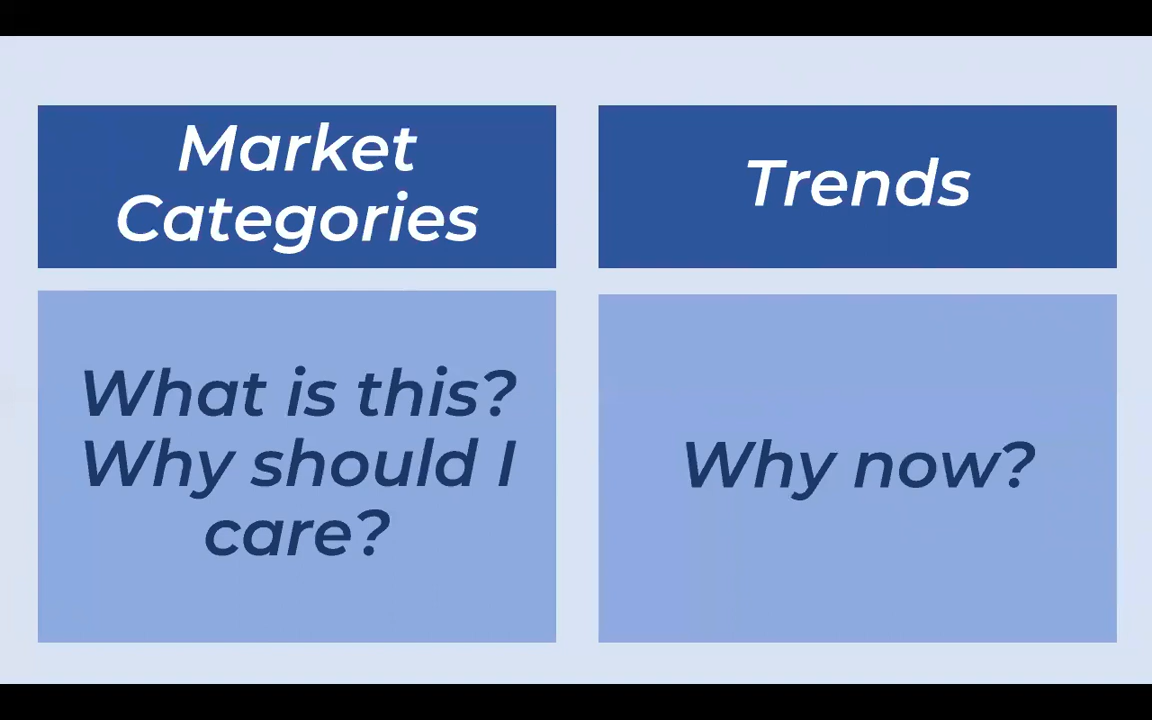 Market
Categories
Trends
What is this?
Why should I
care?
Why now?